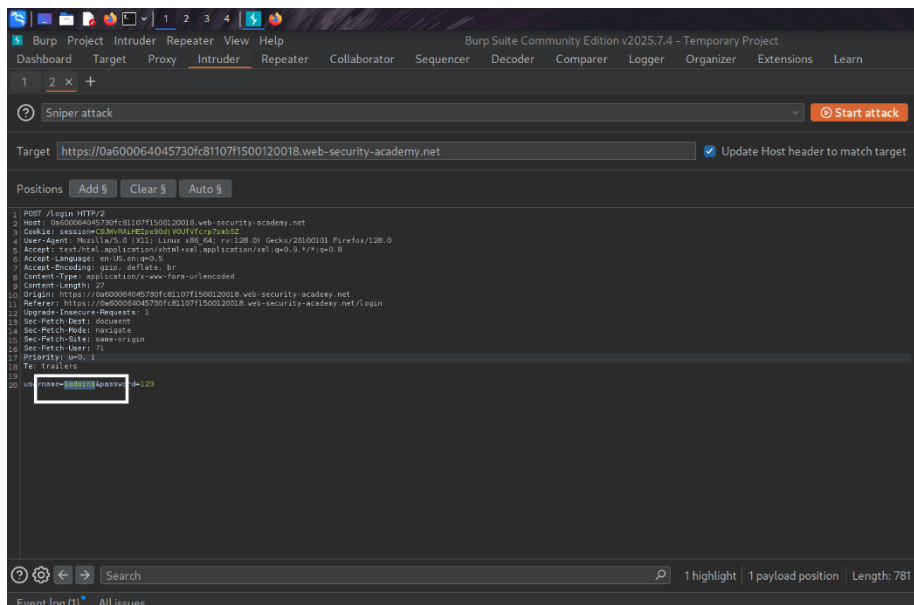 1 2 3 4
Burp Project Intruder Repeater View Help Burp Suite Community Edition v2025.7.4 - Temporary Project
Dashboard Target Proxy Intruder Repeater Collaborator Sequencer Decoder Comparer Logger Organizer Extensions Learn
1 2 × +
? Sniper attack Start attack
Target https://0a600064045730fc81107f1500120018.web-security-academy.net Update Host header to match target
Positions Add § Clear § Auto §
1 POST /login HTTP/2
2 Host: 0a600064045730fc81107f1500120018.web-security-academy.net
3 Cookie:
4 User-Agent: Mozilla/5.0 (X11; Linux x86_64; rv:128.0) Gecko/20100101 Firefox/128.0
5 Accept: text/html,application/xhtml+xml,application/xml;q=0.9,*/*;q=0.8
6 Accept-Language: en-US,en;q=0.5
7 Accept-Encoding: gzip, deflate, br
8 Content-Type: application/x-www-form-urlencoded
9 Content-Length: 27
10 Origin: https://0a600064045730fc81107f1500120018.web-security-academy.net
11 Referer: https://0a600064045730fc81107f1500120018.web-security-academy.net/login
12 Upgrade-Insecure-Requests: 1
13 Sec-Fetch-Dest: document
14 Sec-Fetch-Mode: navigate
15 Sec-Fetch-Site: same-origin
16 Sec-Fetch-User: ?1
17 Priority: u=0, i
18 Te: trailers
19
20 username=§admin§&password=123
? Search 1 highlight 1 payload position Length: 781
Event log (1) All issues